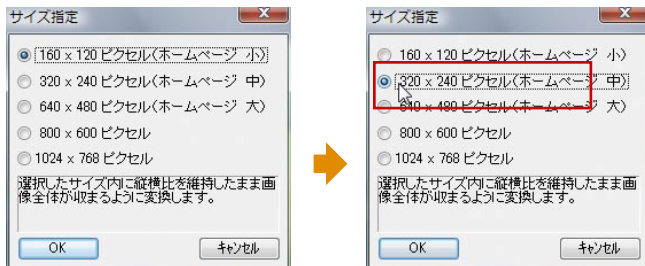 サイズ指定
160 x 120 ピクセル(ホームページ 小)
320 x 240 ピクセル(ホームページ 中)
640 x 480 ピクセル(ホームページ 大)
800 x 600 ピクセル
1024 x 768 ピクセル
選択したサイズ内に縦横比を維持したまま画
像全体が収まるように変換します。
OK
キャンセル
サイズ指定
160 x 120 ピクセル(ホームページ 小)
320 x 240 ピクセル(ホームページ 中)
640 x 480 ピクセル(ホームページ 大)
800 x 600 ピクセル
1024 x 768 ピクセル
選択したサイズ内に縦横比を維持したまま画
像全体が収まるように変換します。
OK
キャンセル